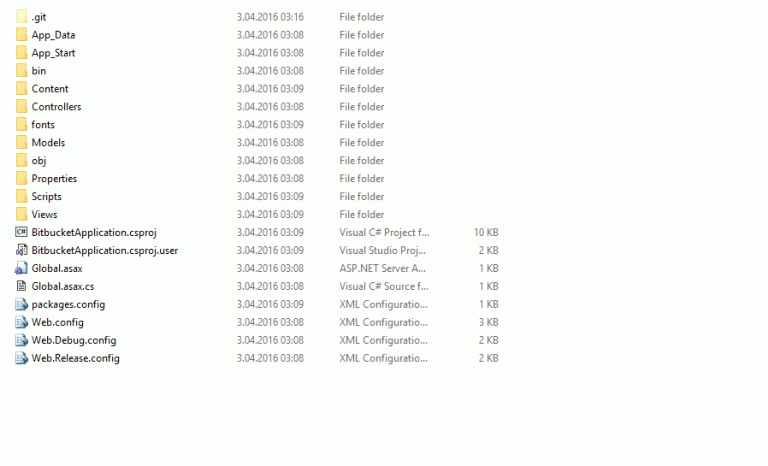 .git 3.04.2016 03:16 File folder
App_Data 3.04.2016 03:08 File folder
App_Start 3.04.2016 03:08 File folder
bin 3.04.2016 03:08 File folder
Content 3.04.2016 03:09 File folder
Controllers 3.04.2016 03:08 File folder
fonts 3.04.2016 03:09 File folder
Models 3.04.2016 03:08 File folder
obj 3.04.2016 03:08 File folder
Properties 3.04.2016 03:08 File folder
Scripts 3.04.2016 03:09 File folder
Views 3.04.2016 03:09 File folder
BitbucketApplication.csproj 3.04.2016 03:09 Visual C# Project f... 10 KB
BitbucketApplication.csproj.user 3.04.2016 03:09 Visual Studio Proj... 2 KB
Global.asax 3.04.2016 03:08 ASP.NET Server A... 1 KB
Global.asax.cs 3.04.2016 03:08 Visual C# Source f... 1 KB
packages.config 3.04.2016 03:09 XML Configuratio... 1 KB
Web.config 3.04.2016 03:08 XML Configuratio... 3 KB
Web.Debug.config 3.04.2016 03:08 XML Configuratio... 2 KB
Web.Release.config 3.04.2016 03:08 XML Configuratio... 2 KB